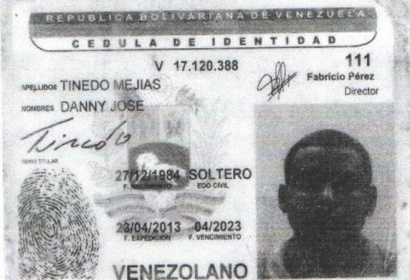 REPUBLICA BOLIVARIANA DE VENEZUELA
CEDULA DE IDENTIDAD
V 17.120.388
111
Fabricio Pérez
Director
APELLIDOS TINEDO MEJIAS
NOMBRES DANNY JOSE
Tinedo
FIRMA TITULAR
27/12/1984 SOLTERO
F. NACIMIENTO EDO CIVIL
23/04/2013 04/2023
F. EXPEDICION F. VENCIMIENTO
VENEZOLANO